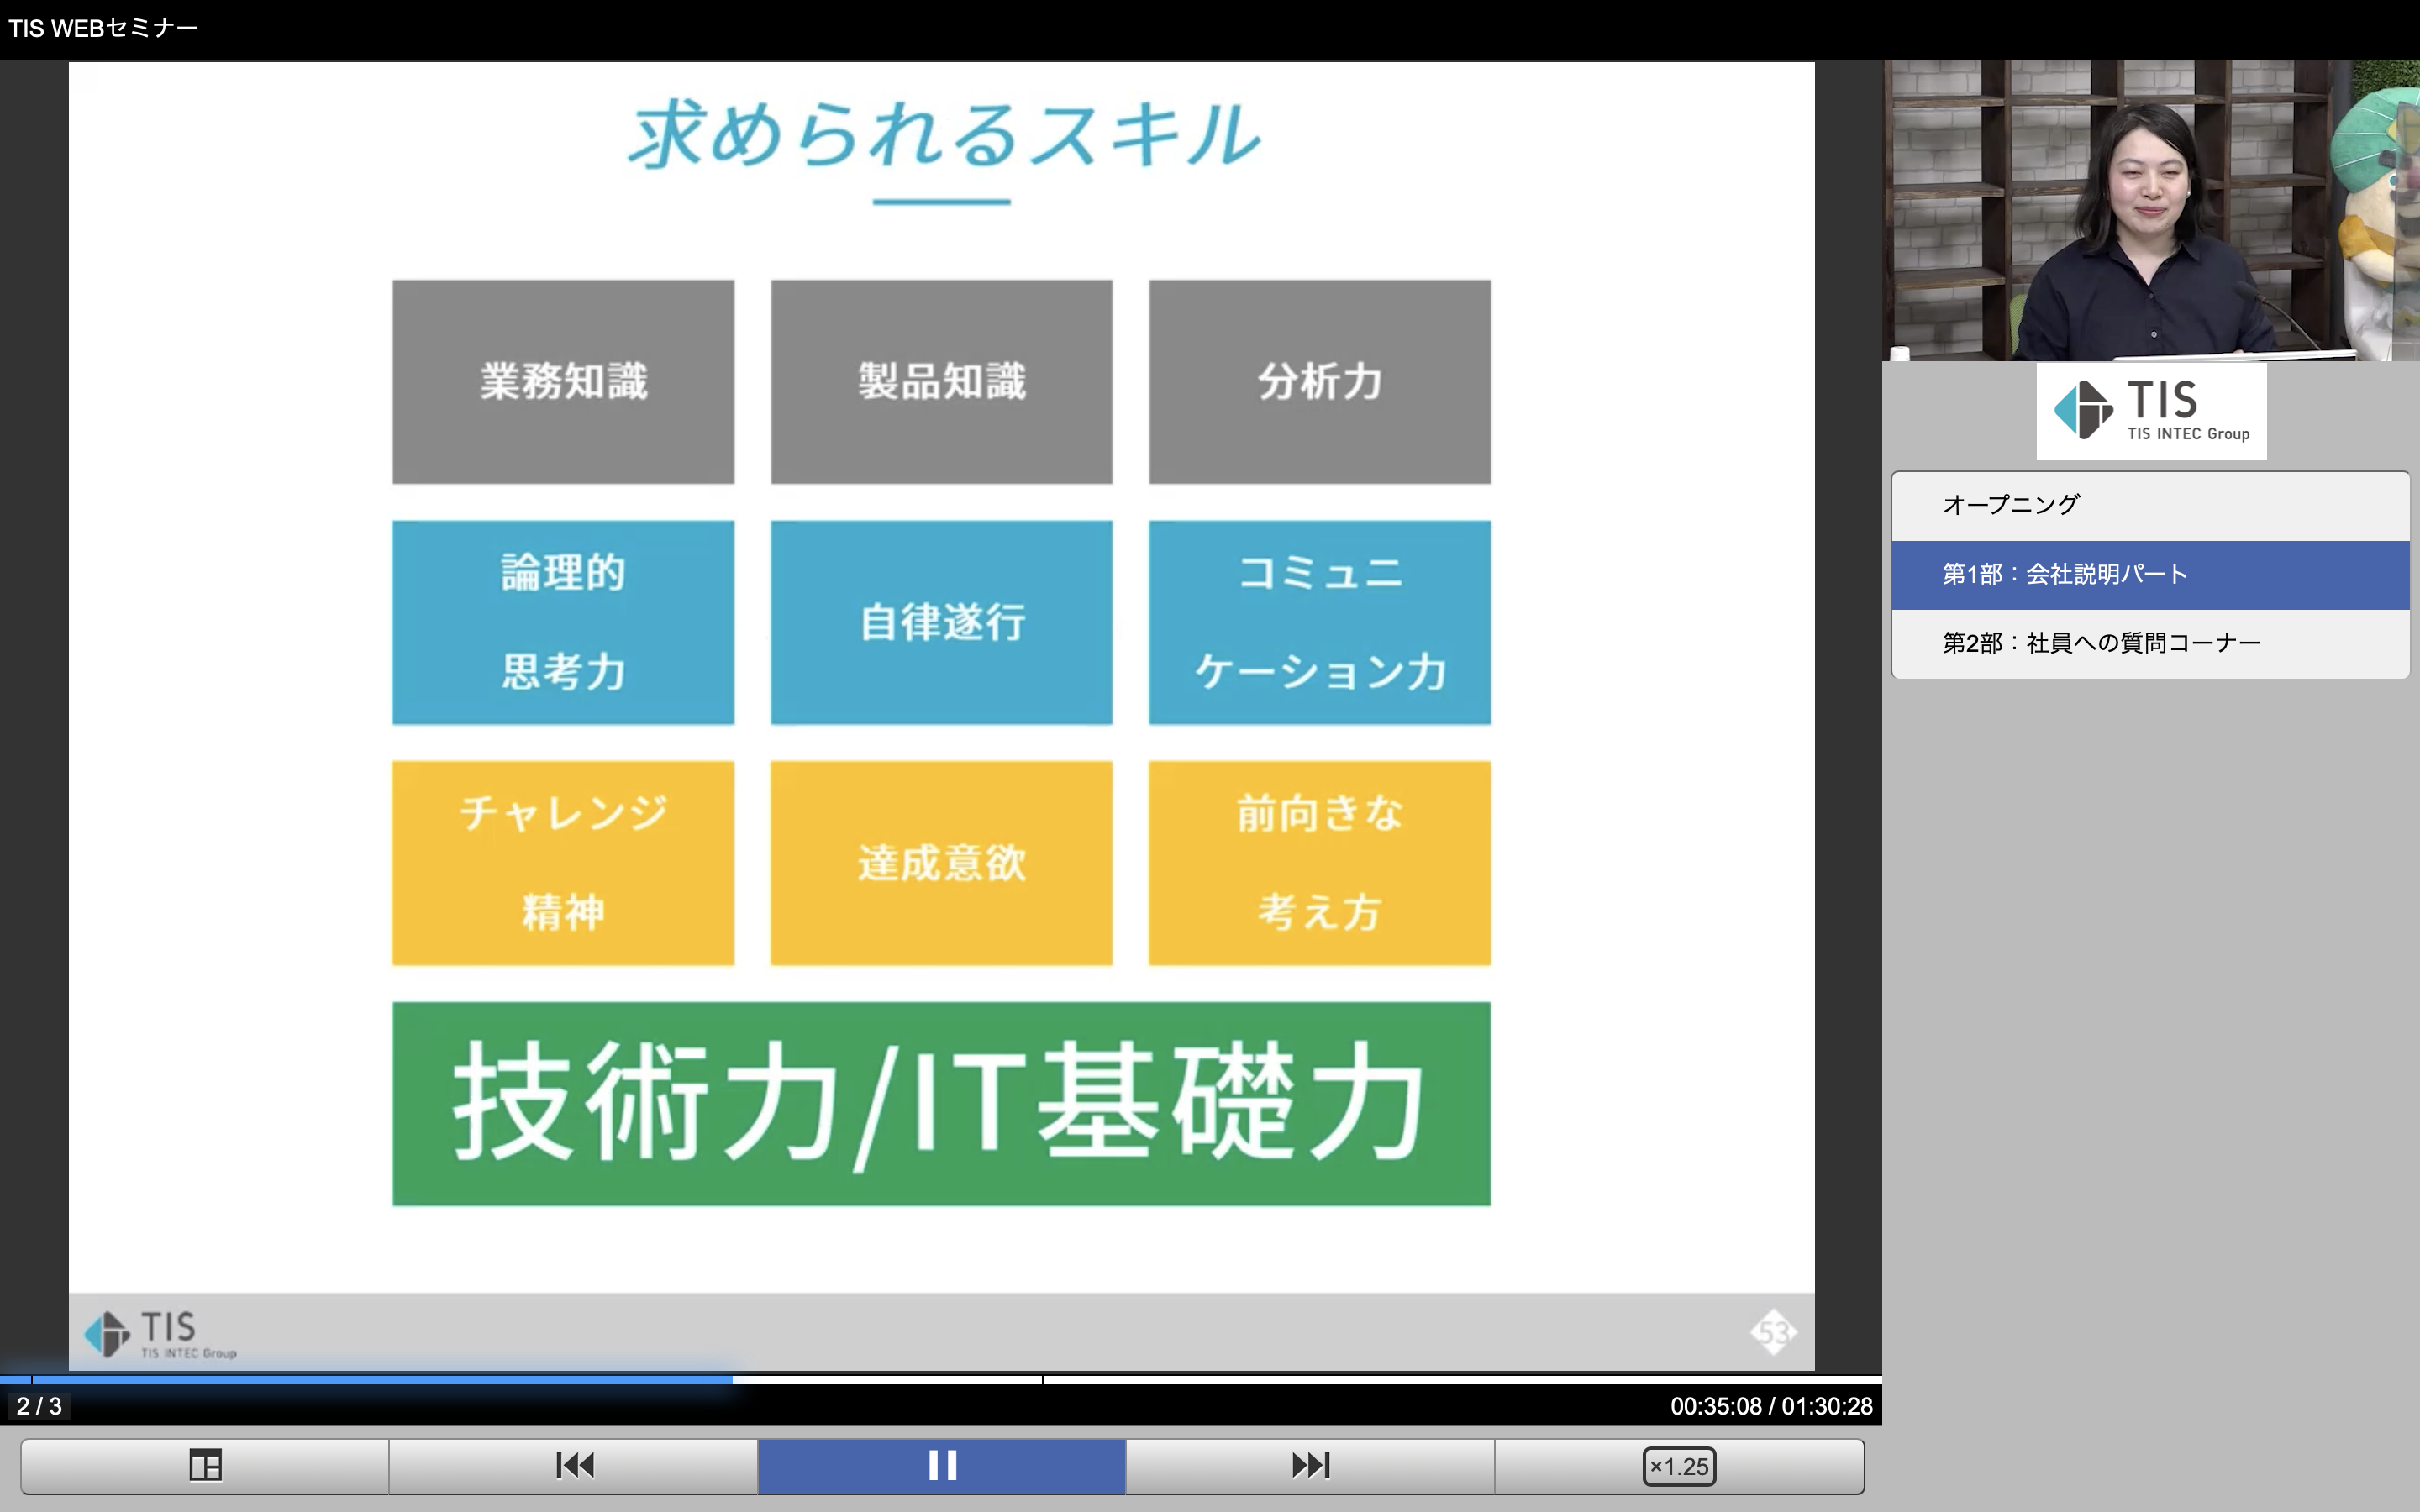 TIS WEBセミナー
求められるスキル
業務知識
製品知識
分析力
論理的
思考力
自律遂行
コミュニ
ケーション力
チャレンジ
精神
達成意欲
前向きな
考え方
技術力/IT基礎力
TIS
TIS INTEC Group
53
TIS
TIS INTEC Group
オープニング
第1部：会社説明パート
第2部：社員への質問コーナー
2 / 3
00:35:08 / 01:30:28
×1.25